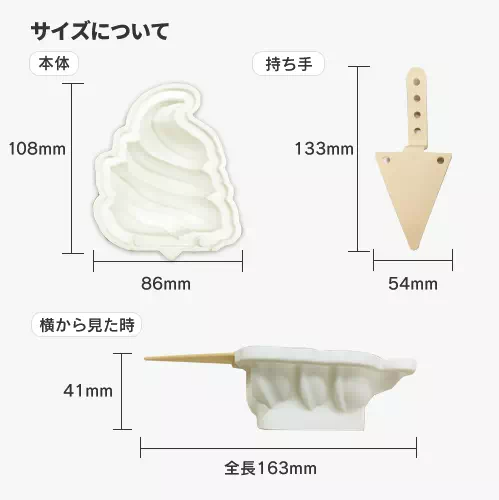 サイズについて
本体
持ち手
108mm
133mm
86mm
54mm
横から見た時
41mm
全長163mm